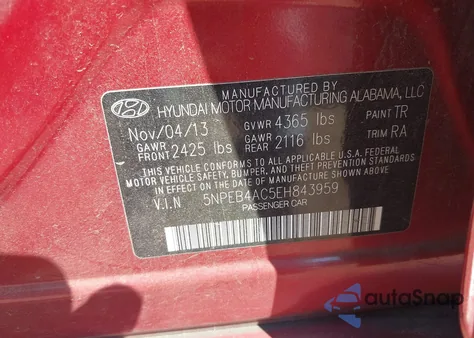 MANUFACTURED BY
HYUNDAI MOTOR MANUFACTURING ALABAMA, LLC
Nov/04/13 GVWR 4365 lbs PAINT TR
GAWR FRONT 2425 lbs GAWR REAR 2116 lbs TRIM RA
THIS VEHICLE CONFORMS TO ALL APPLICABLE U.S.A. FEDERAL
MOTOR VEHICLE SAFETY, BUMPER, AND THEFT PREVENTION
STANDARDS IN EFFECT ON THE DATE OF MANUFACTURE SHOWN ABOVE
V.I.N 5NPEB4AC5EH843959
PASSENGER CAR
autoSnap